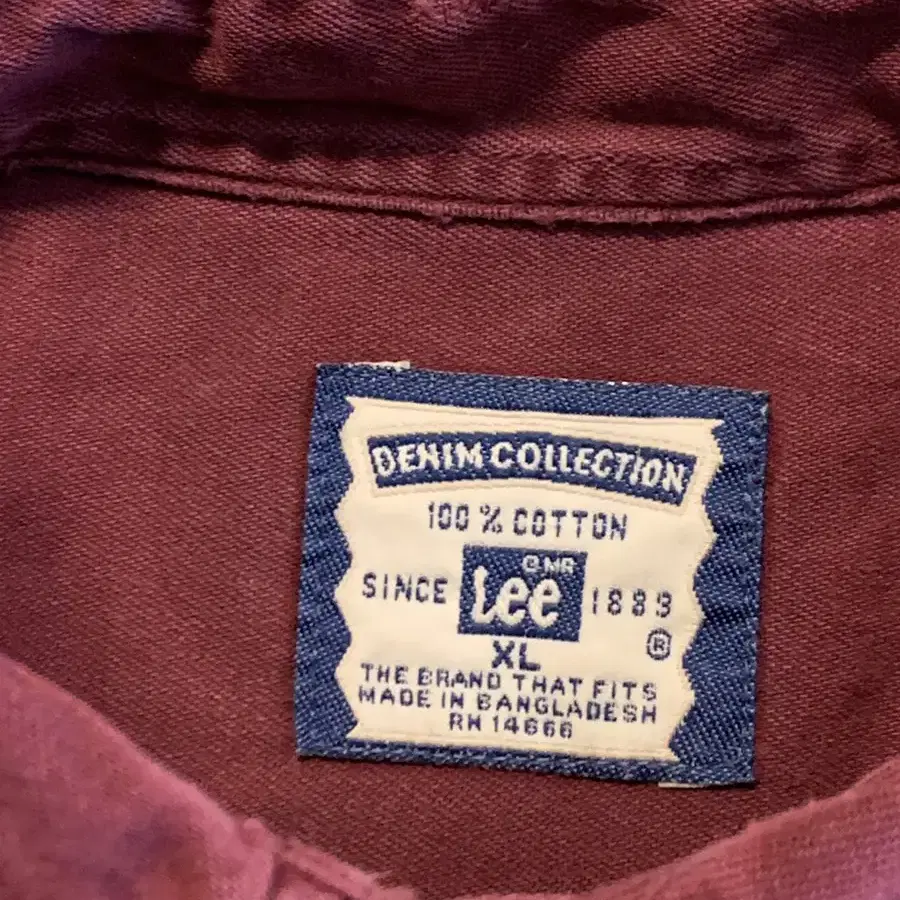 DENIM COLLECTION
100 % COTTON
® MR
SINCE Lee 1889
®
XL
THE BRAND THAT FITS
MADE IN BANGLADESH
RN 14666